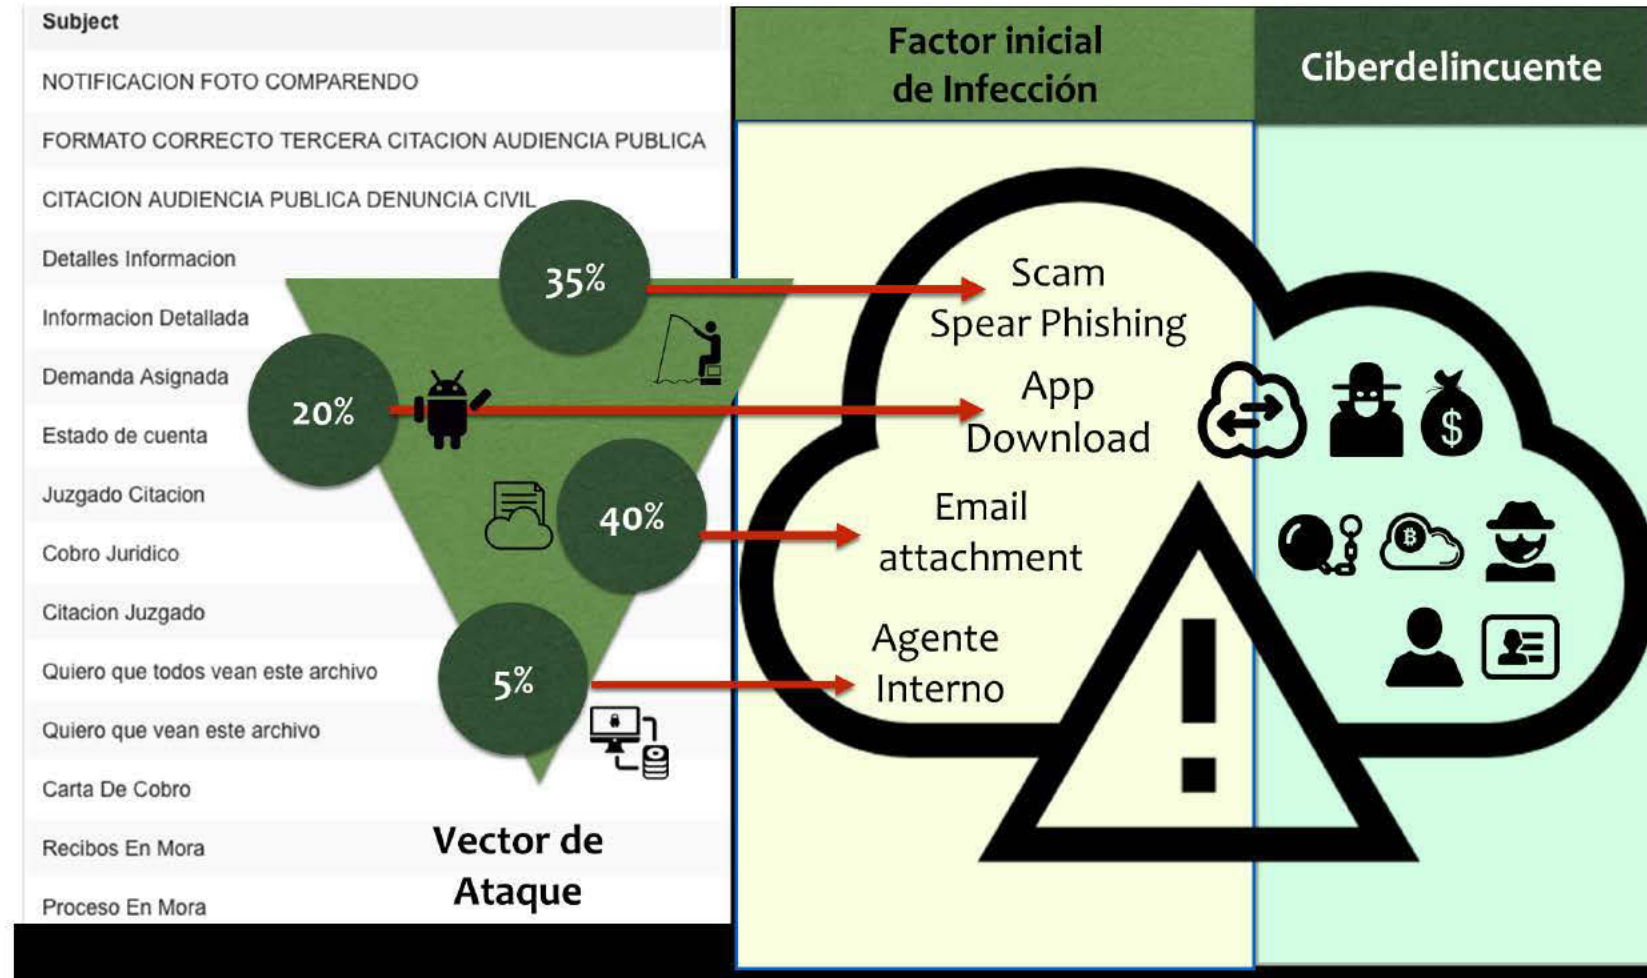 Subject
NOTIFICACION FOTO COMPARENDO
FORMATO CORRECTO TERCERA CITACION AUDIENCIA PUBLICA
CITACION AUDIENCIA PUBLICA DENUNCIA CIVIL
Detalles Informacion
Informacion Detallada
Demanda Asignada
Estado de cuenta
Juzgado Citacion
Cobro Juridico
Citacion Juzgado
Quiero que todos vean este archivo
Quiero que vean este archivo
Carta De Cobro
Recibos En Mora
Proceso En Mora
35%
20%
40%
5%
Vector de
Ataque
Factor inicial
de Infección
Scam
Spear Phishing
App
Download
Email
attachment
Agente
Interno
!
Ciberdelincuente
$
₿